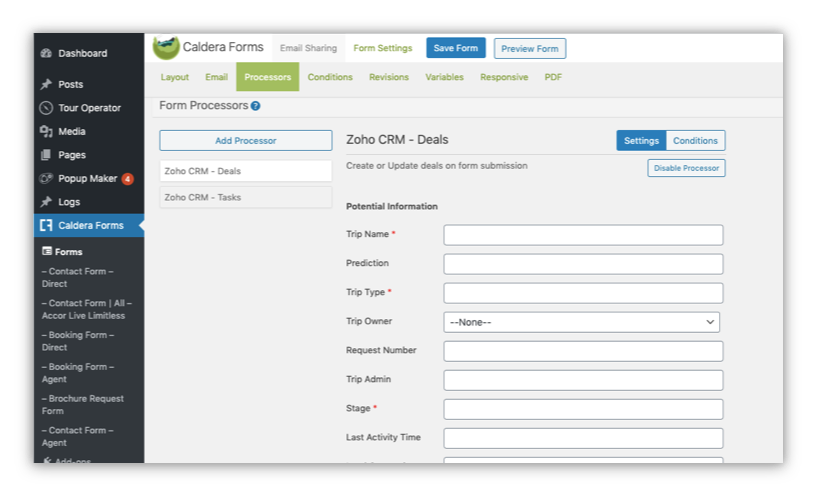 Dashboard
Posts
Tour Operator
Media
Pages
Popup Maker 4
Logs
Caldera Forms
Forms
– Contact Form –
Direct
– Contact Form | All –
Accor Live Limitless
– Booking Form –
Direct
– Booking Form –
Agent
– Brochure Request
Form
– Contact Form –
Agent
Add-ons
Caldera Forms Email Sharing Form Settings Save Form Preview Form
Layout Email Processors Conditions Revisions Variables Responsive PDF
Form Processors ?
Add Processor
Zoho CRM - Deals
Zoho CRM - Tasks
Zoho CRM - Deals Settings Conditions
Create or Update deals on form submission Disable Processor
Potential Information
Trip Name *
Prediction
Trip Type *
Trip Owner --None--
Request Number
Trip Admin
Stage *
Last Activity Time